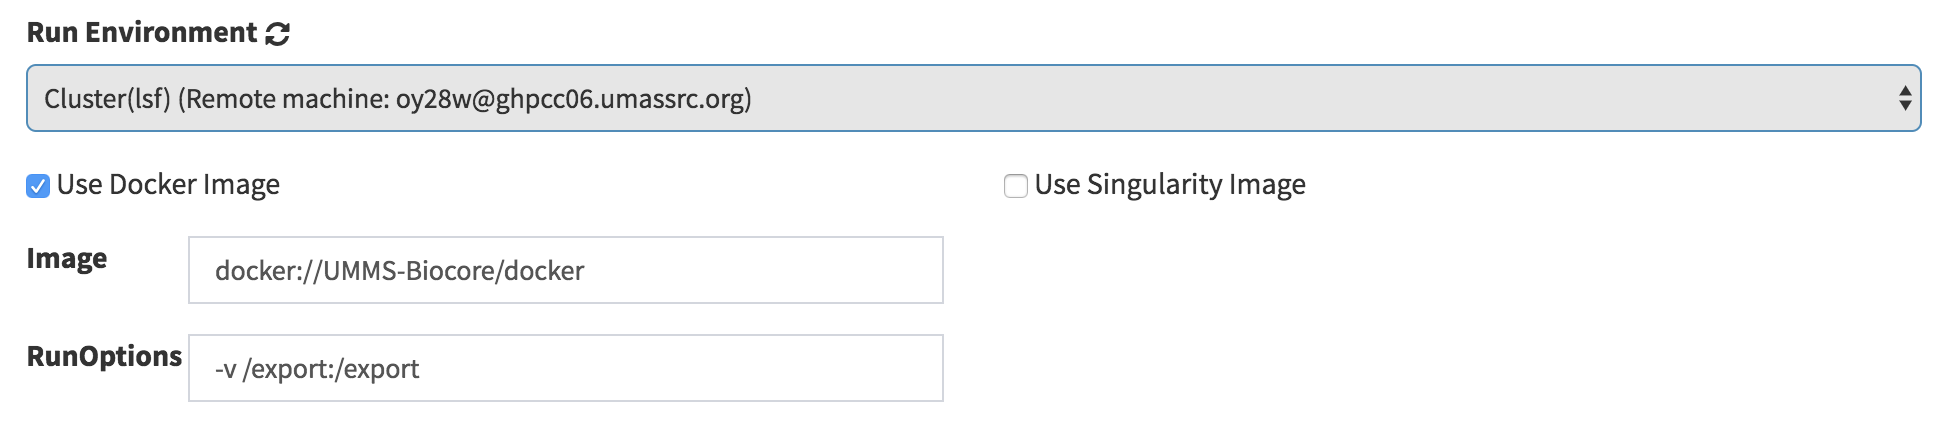 Run Environment
Cluster(lsf) (Remote machine: oy28w@ghpcc06.umassrc.org)
Use Docker Image
Use Singularity Image
Image
docker://UMMS-Biocore/docker
RunOptions
-v /export:/export